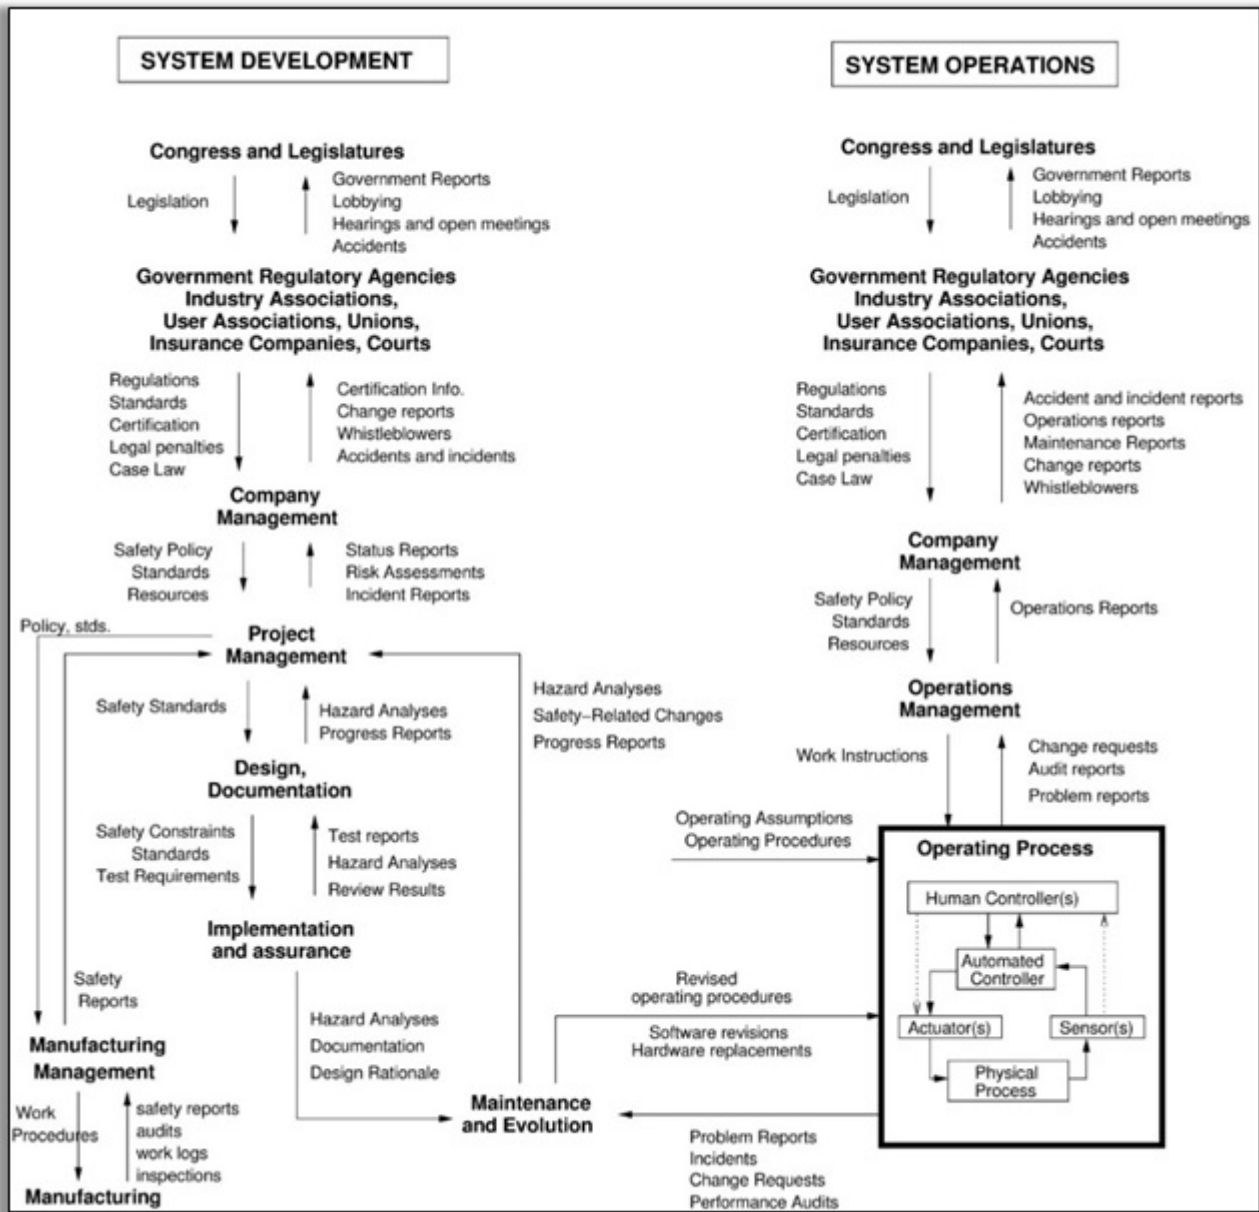 SYSTEM DEVELOPMENT
Congress and Legislatures
Legislation
Government Reports
Lobbying
Hearings and open meetings
Accidents
Government Regulatory Agencies
Industry Associations,
User Associations, Unions,
Insurance Companies, Courts
Regulations
Standards
Certification
Legal penalties
Case Law
Certification Info.
Change reports
Whistleblowers
Accidents and incidents
Company
Management
Safety Policy
Standards
Resources
Status Reports
Risk Assessments
Incident Reports
Policy, stds.
Project
Management
Safety Standards
Hazard Analyses
Progress Reports
Hazard Analyses
Safety-Related Changes
Progress Reports
Design,
Documentation
Safety Constraints
Standards
Test Requirements
Test reports
Hazard Analyses
Review Results
Implementation
and assurance
Safety
Reports
Hazard Analyses
Documentation
Design Rationale
Manufacturing
Management
Work
Procedures
safety reports
audits
work logs
inspections
Manufacturing
Maintenance
and Evolution
SYSTEM OPERATIONS
Congress and Legislatures
Legislation
Government Reports
Lobbying
Hearings and open meetings
Accidents
Government Regulatory Agencies
Industry Associations,
User Associations, Unions,
Insurance Companies, Courts
Regulations
Standards
Certification
Legal penalties
Case Law
Accident and incident reports
Operations reports
Maintenance Reports
Change reports
Whistleblowers
Company
Management
Safety Policy
Standards
Resources
Operations Reports
Operations
Management
Work Instructions
Change requests
Audit reports
Problem reports
Operating Assumptions
Operating Procedures
Operating Process
Human Controller(s)
Automated
Controller
Actuator(s)
Sensor(s)
Physical
Process
Revised
operating procedures
Software revisions
Hardware replacements
Problem Reports
Incidents
Change Requests
Performance Audits